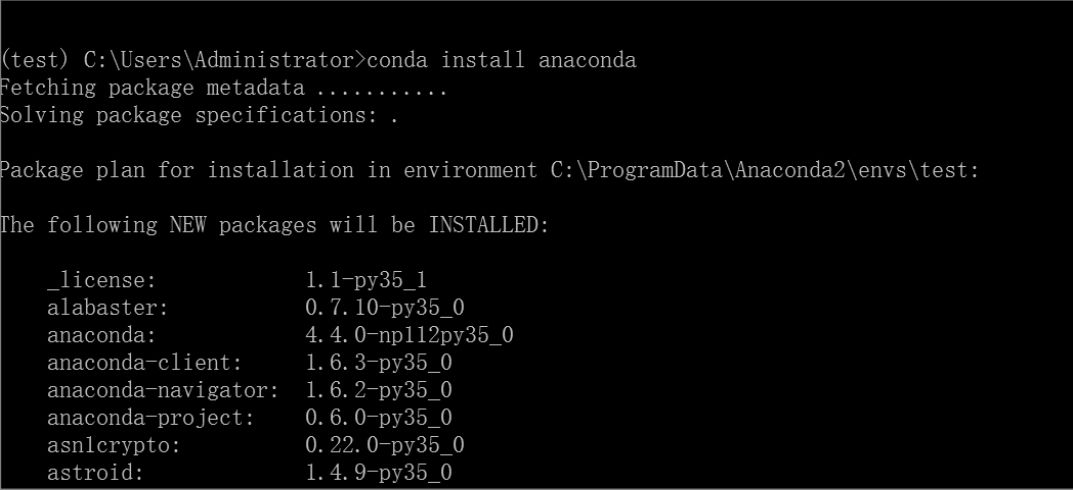 (test) C:\Users\Administrator>conda install anaconda
Fetching package metadata ...........
Solving package specifications: .
Package plan for installation in environment C:\ProgramData\Anaconda2\envs\test:
The following NEW packages will be INSTALLED:
_license: 1.1-py35_1
alabaster: 0.7.10-py35_0
anaconda: 4.4.0-np112py35_0
anaconda-client: 1.6.3-py35_0
anaconda-navigator: 1.6.2-py35_0
anaconda-project: 0.6.0-py35_0
asn1crypto: 0.22.0-py35_0
astroid: 1.4.9-py35_0